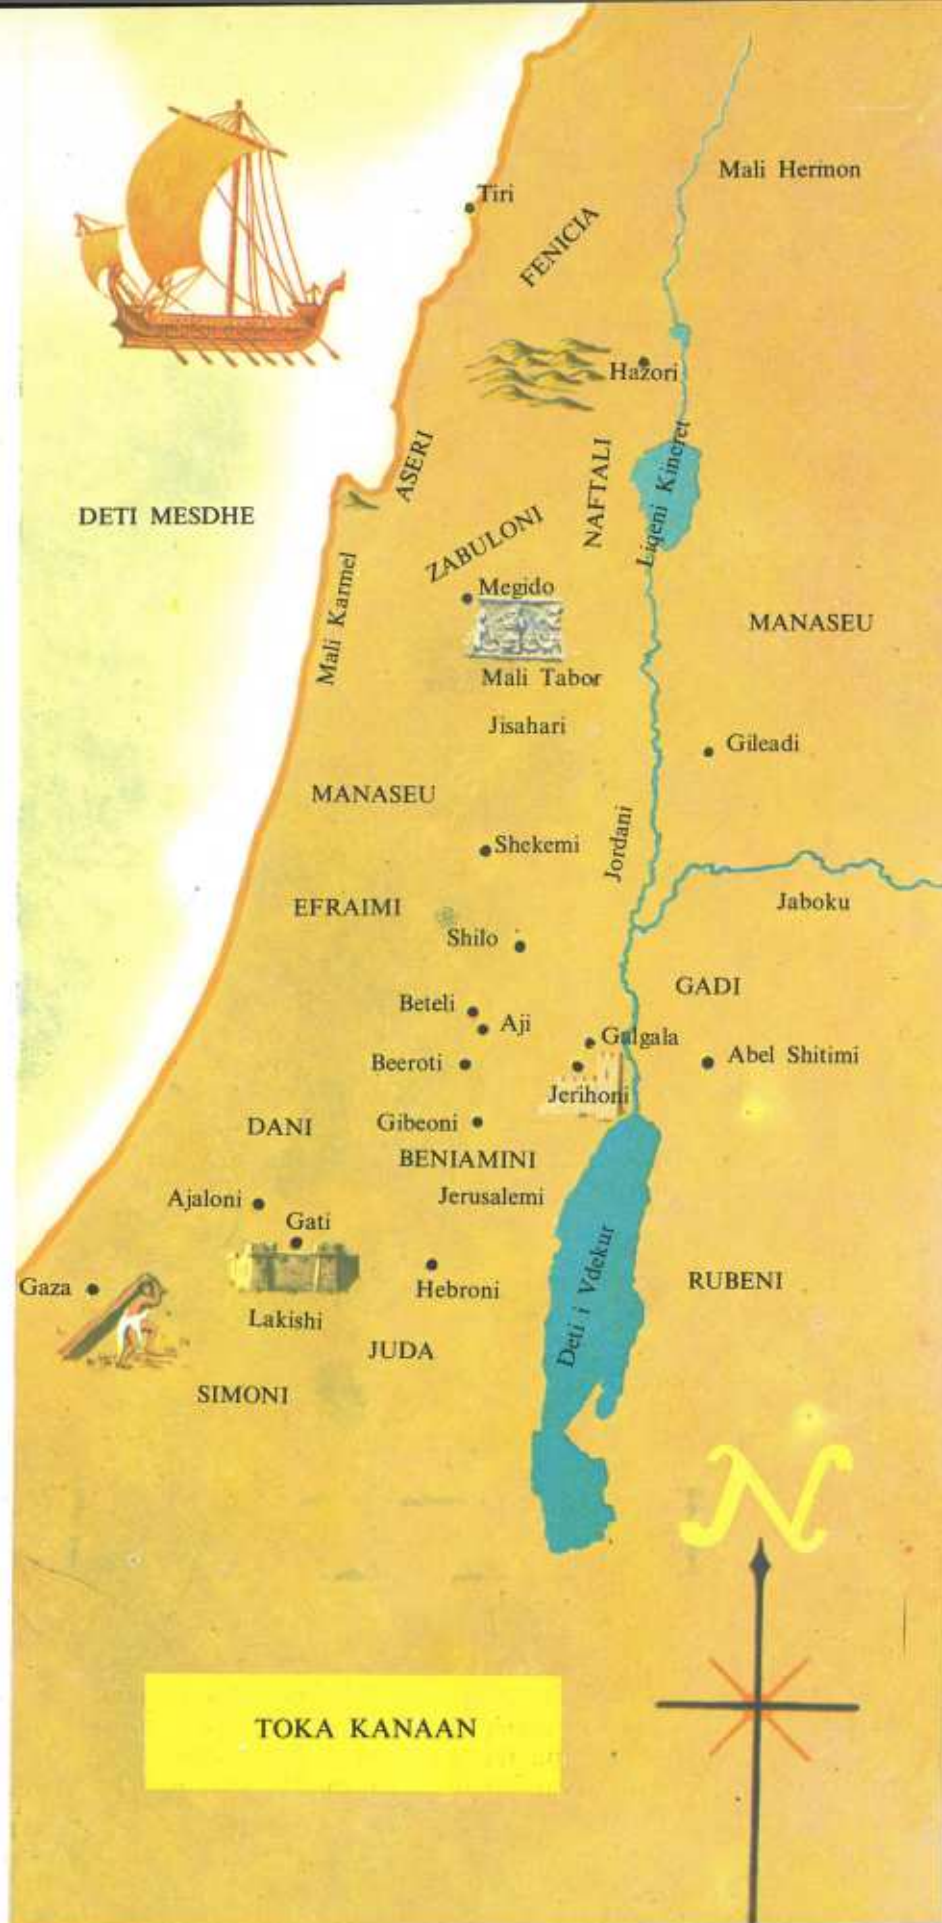 Mali Hermon
Tiri
FENICIA
Hazori
ASERI
NAFTALI
Liqeni Kineret
DETI MESDHE
ZABULONI
Mali Karmel
Megido
MANASEU
Mali Tabor
Jisahari
Gileadi
MANASEU
Jordani
Shekemi
Jaboku
EFRAIMI
Shilo
GADI
Beteli
Aji
Galgala
Abel Shitimi
Beeroti
Jerihoni
DANI
Gibeoni
BENIAMINI
Ajaloni
Jerusalemi
Gati
Gaza
Hebroni
Deti i Vdekur
RUBENI
Lakishi
JUDA
SIMONI
N
TOKA KANAAN